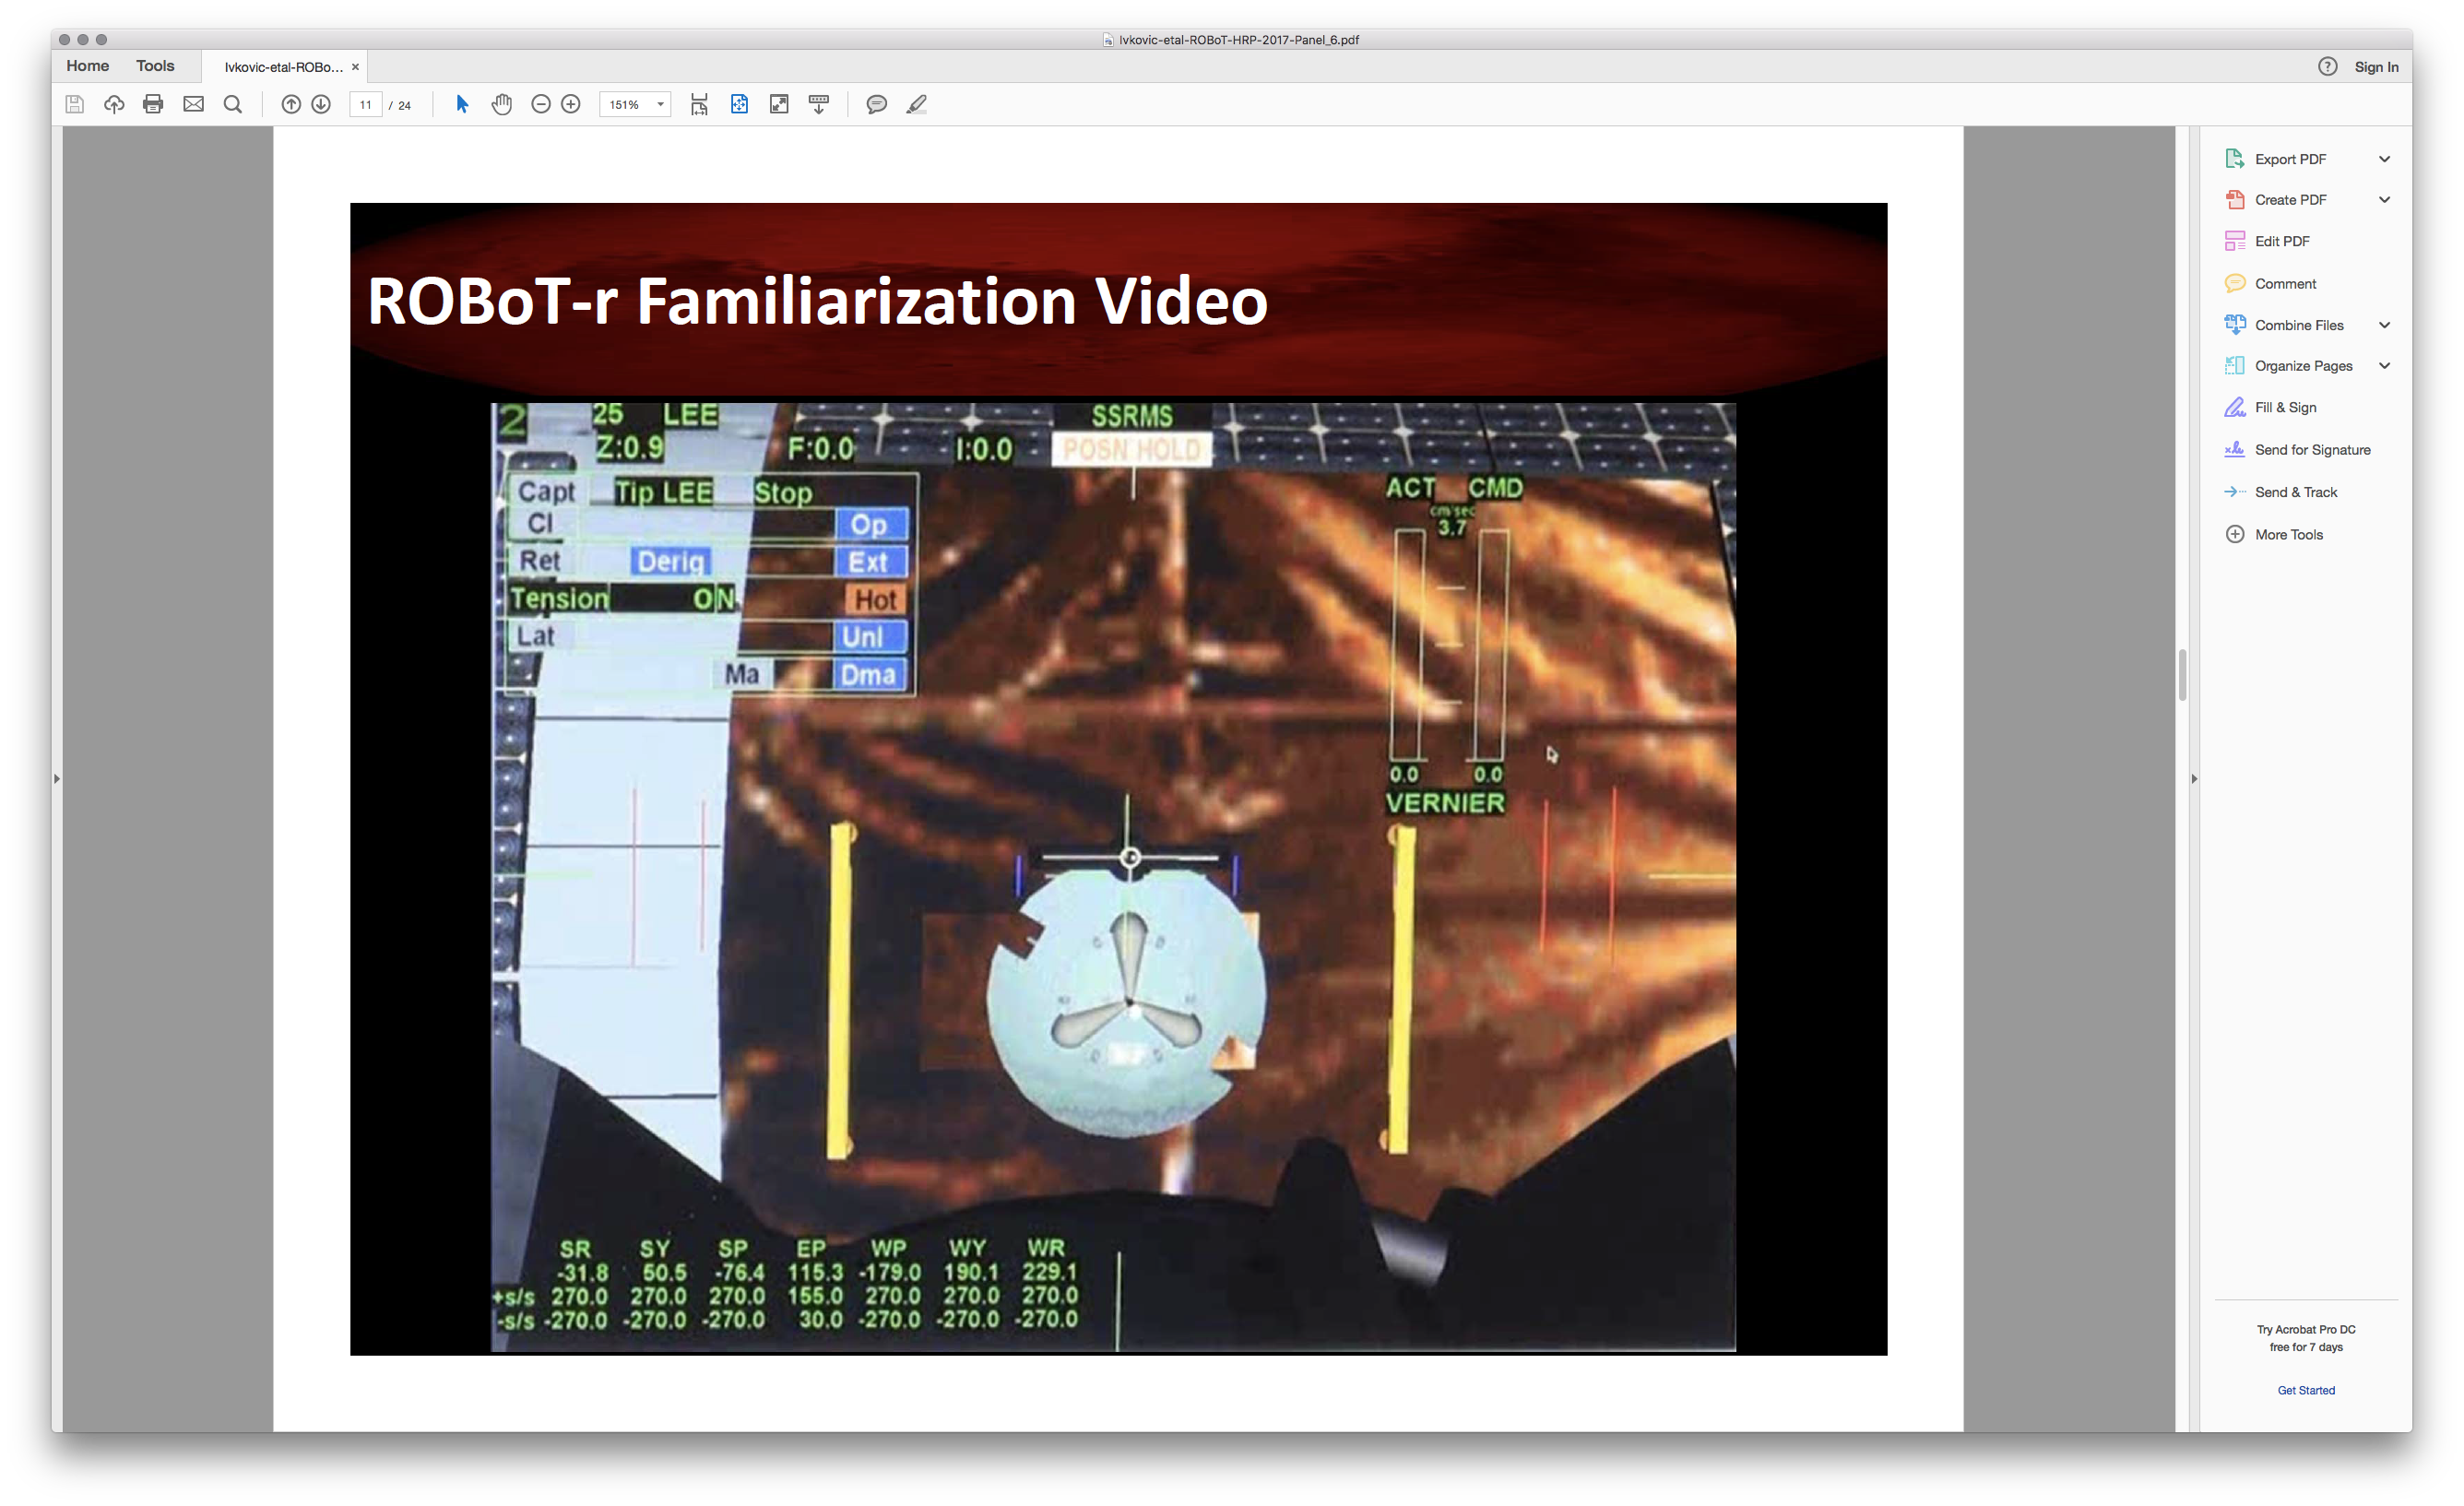 Ivkovic-etal-ROBoT-HRP-2017-Panel_6.pdf
Home Tools Ivkovic-etal-ROBo... × ? Sign In
11 / 24 151%
Export PDF
Create PDF
Edit PDF
Comment
Combine Files
Organize Pages
Fill & Sign
Send for Signature
Send & Track
More Tools
ROBoT-r Familiarization Video
2 25 LEE SSRMS
Z:0.9 F:0.0 I:0.0 POSN HOLD
Capt Tip LEE Stop
Cl Op
Ret Derig Ext
Tension ON Hot
Lat Unl
Ma Dma
ACT CMD
cm/sec
3.7
0.0 0.0
VERNIER
SR SY SP EP WP WY WR
-31.8 50.5 -76.4 115.3 -179.0 190.1 229.1
+s/s 270.0 270.0 270.0 155.0 270.0 270.0 270.0
-s/s -270.0 -270.0 -270.0 30.0 -270.0 -270.0 -270.0
Try Acrobat Pro DC
free for 7 days
Get Started